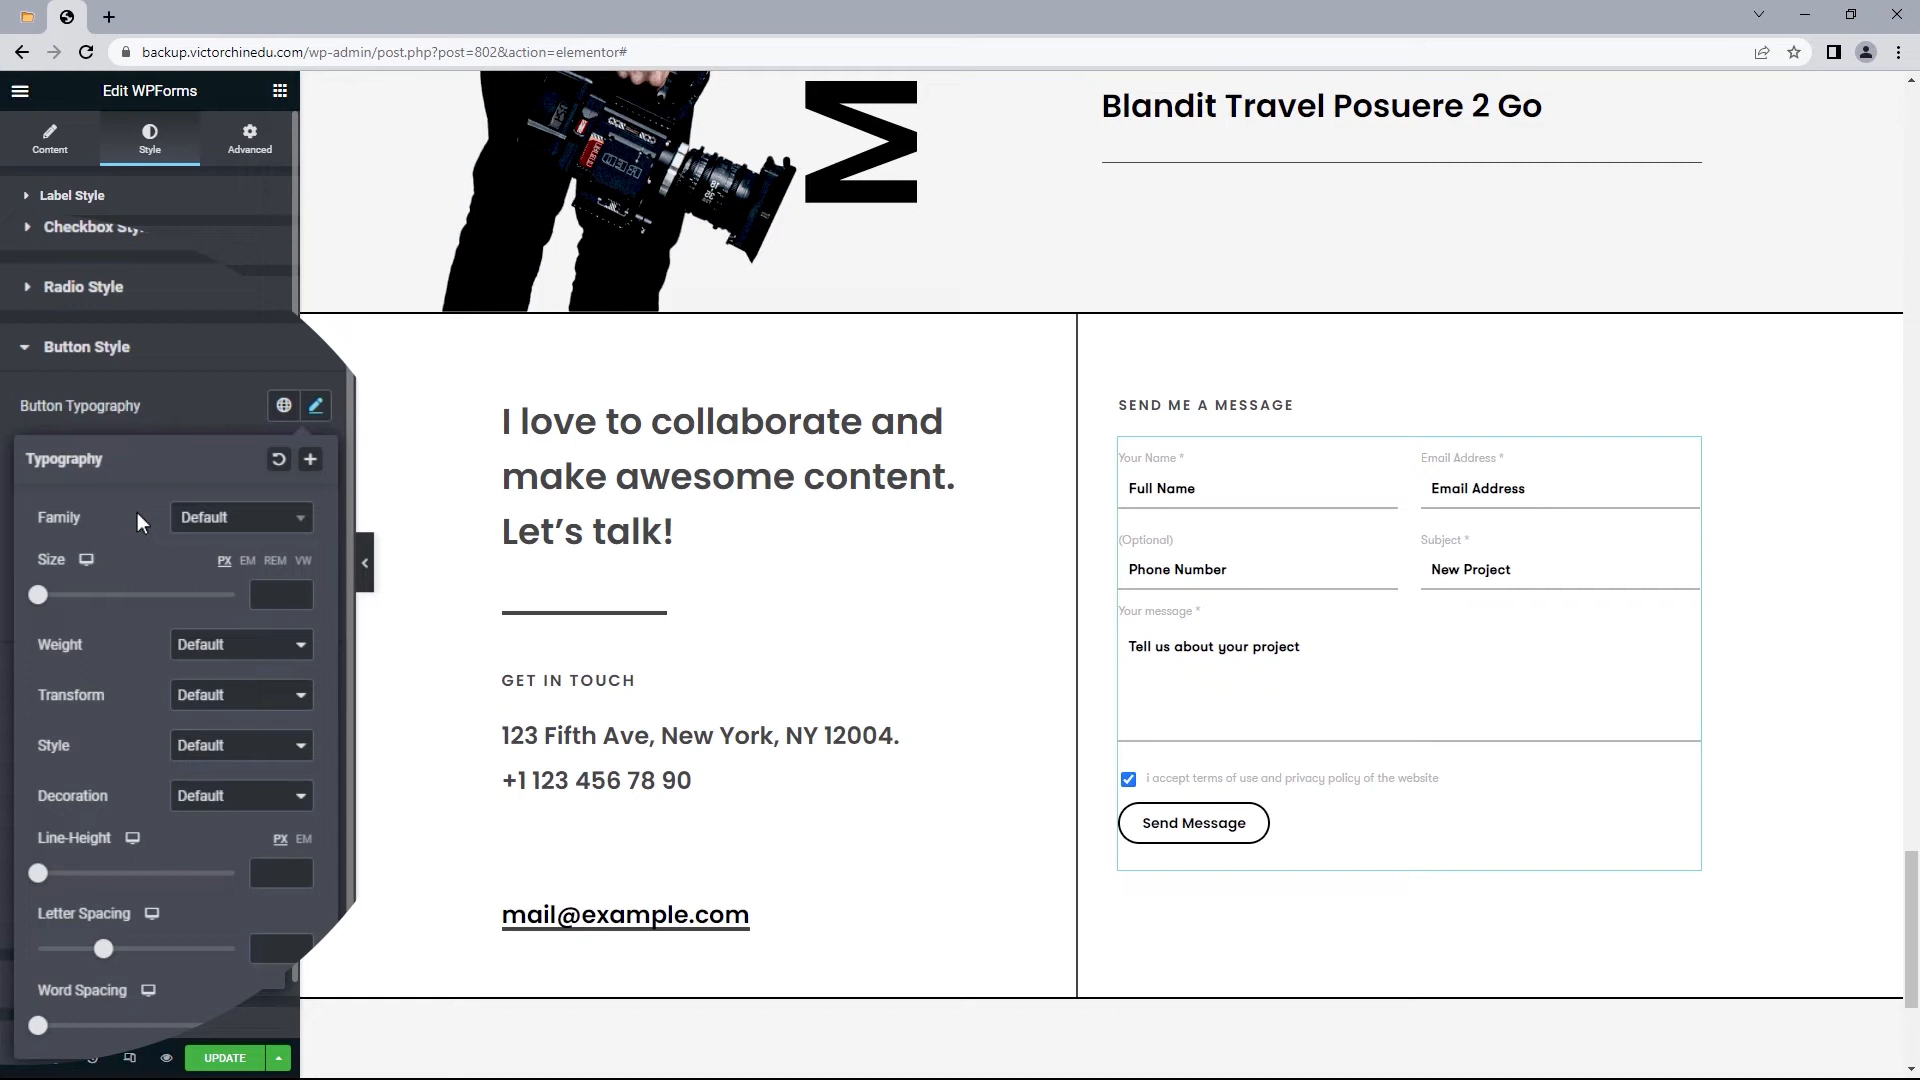 backup.victorchinedu.com/wp-admin/post.php?post=802&action=elementor#
Edit WPForms
Content
Style
Advanced
Label Style
Checkbox
Radio Style
Button Style
Button Typography
Typography
Family
Default
Size
PX EM REM VW
Weight
Default
Transform
Default
Style
Default
Decoration
Default
Line-Height
PX EM
Letter Spacing
Word Spacing
UPDATE
RED
M
Blandit Travel Posuere 2 Go
I love to collaborate and
make awesome content.
Let’s talk!
GET IN TOUCH
123 Fifth Ave, New York, NY 12004.
+1 123 456 78 90
mail@example.com
SEND ME A MESSAGE
Your Name *
Full Name
Email Address *
Email Address
(Optional)
Phone Number
Subject *
New Project
Your message *
Tell us about your project
i accept terms of use and privacy policy of the website
Send Message